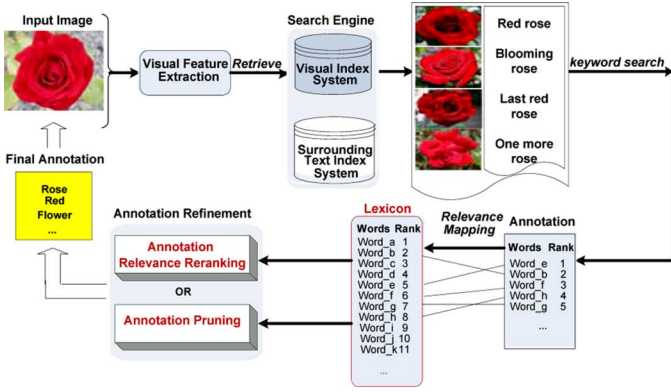 Input Image
Search Engine
Visual Feature
Extraction
Retrieve
Visual Index
System
Surrounding
Text Index
System
Red rose
Blooming
rose
Last red
rose
One more
rose
keyword search
Final Annotation
Rose
Red
Flower
...
Annotation Refinement
Annotation
Relevance Reranking
OR
Annotation Pruning
Lexicon
Words Rank
Word_a 1
Word_b 2
Word_c 3
Word_d 4
Word_e 5
Word_f 6
Word_g 7
Word_h 8
Word_i 9
Word_j 10
Word_k 11
...
Relevance
Mapping
Annotation
Words Rank
Word_e 1
Word_b 2
Word_f 3
Word_h 4
Word_g 5
...